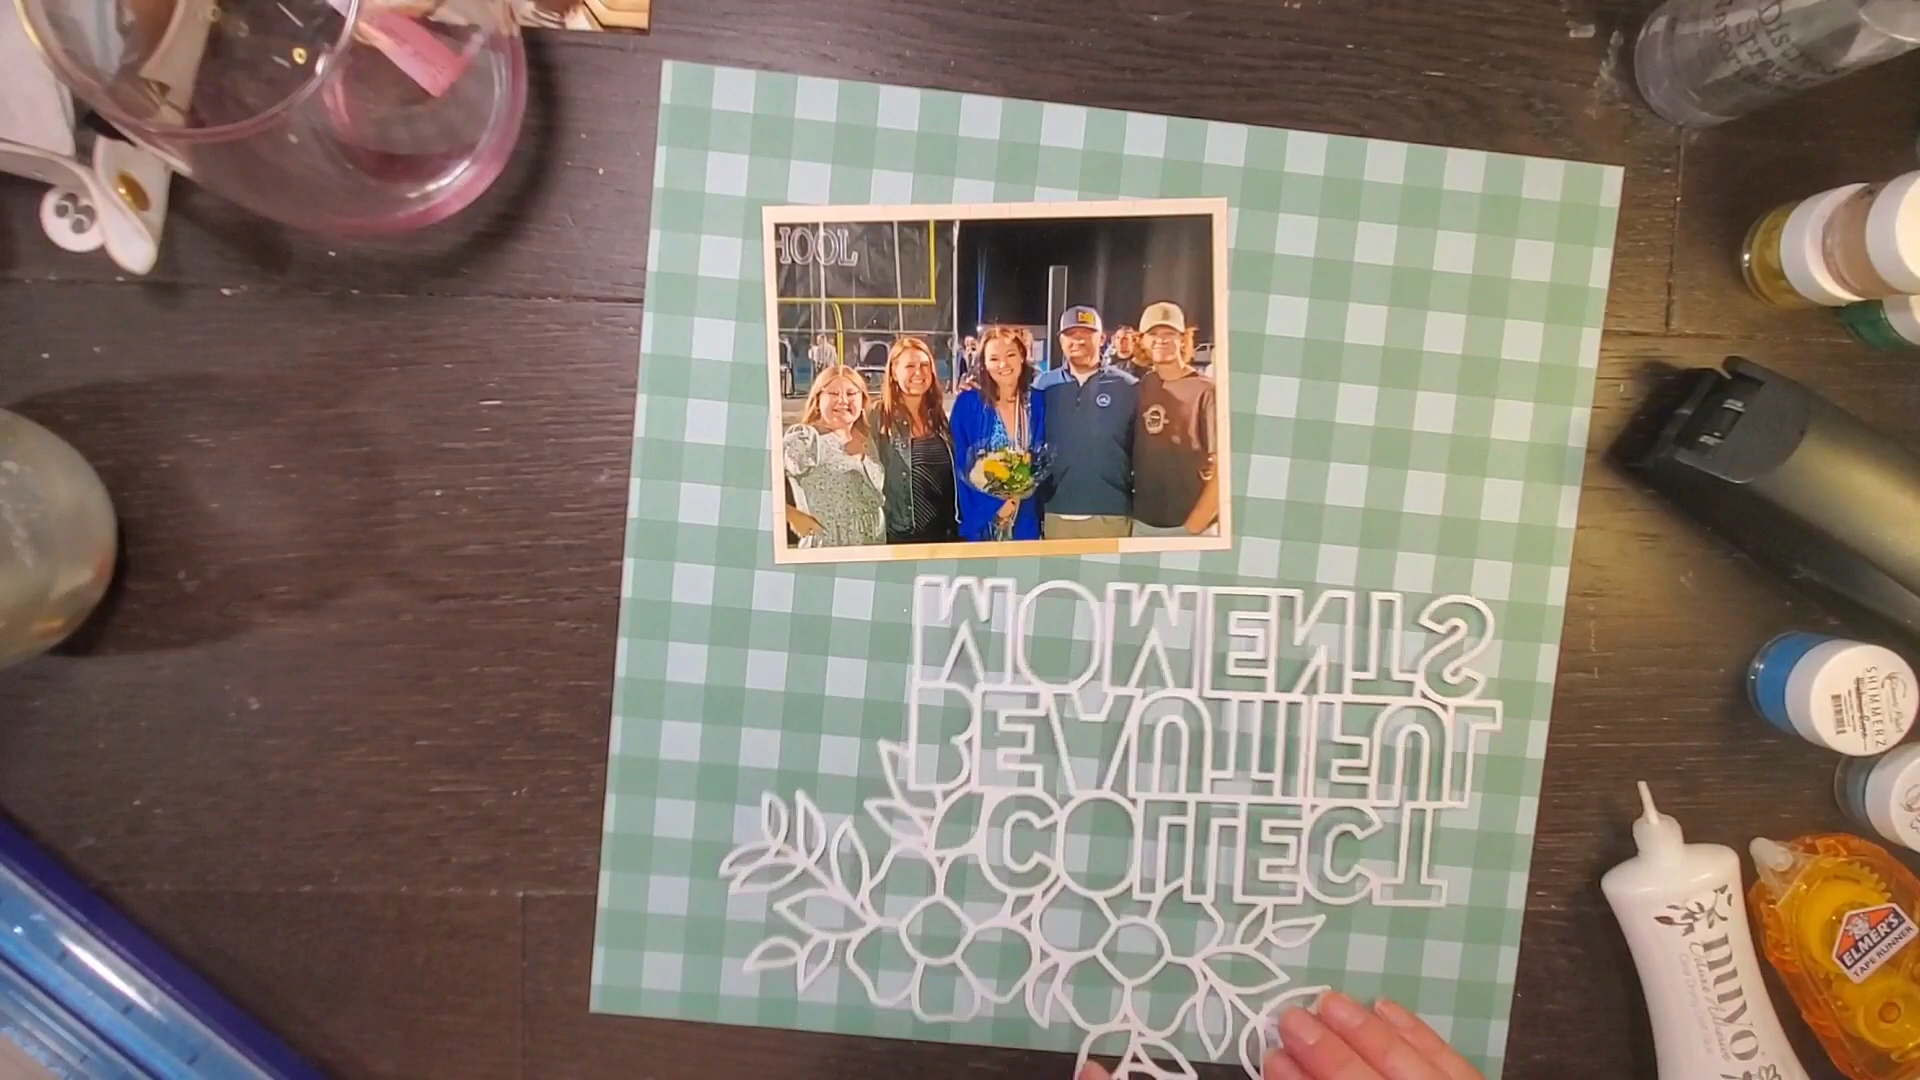 HOOL
COLLECT
BEAUTIFUL
MOMENTS
SHIMMERZ
nuvo
ELMER'S
TAPE RUNNER